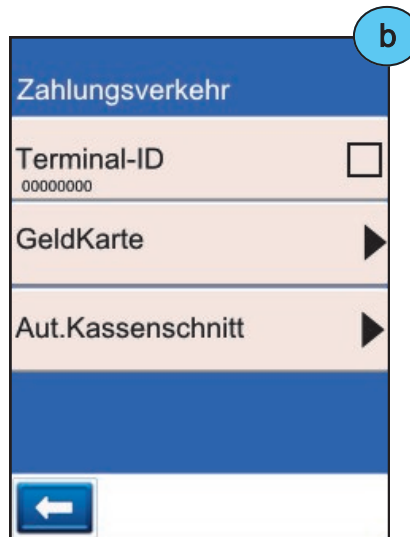 b
Zahlungsverkehr
Terminal-ID
00000000
GeldKarte
Aut.Kassenschnitt